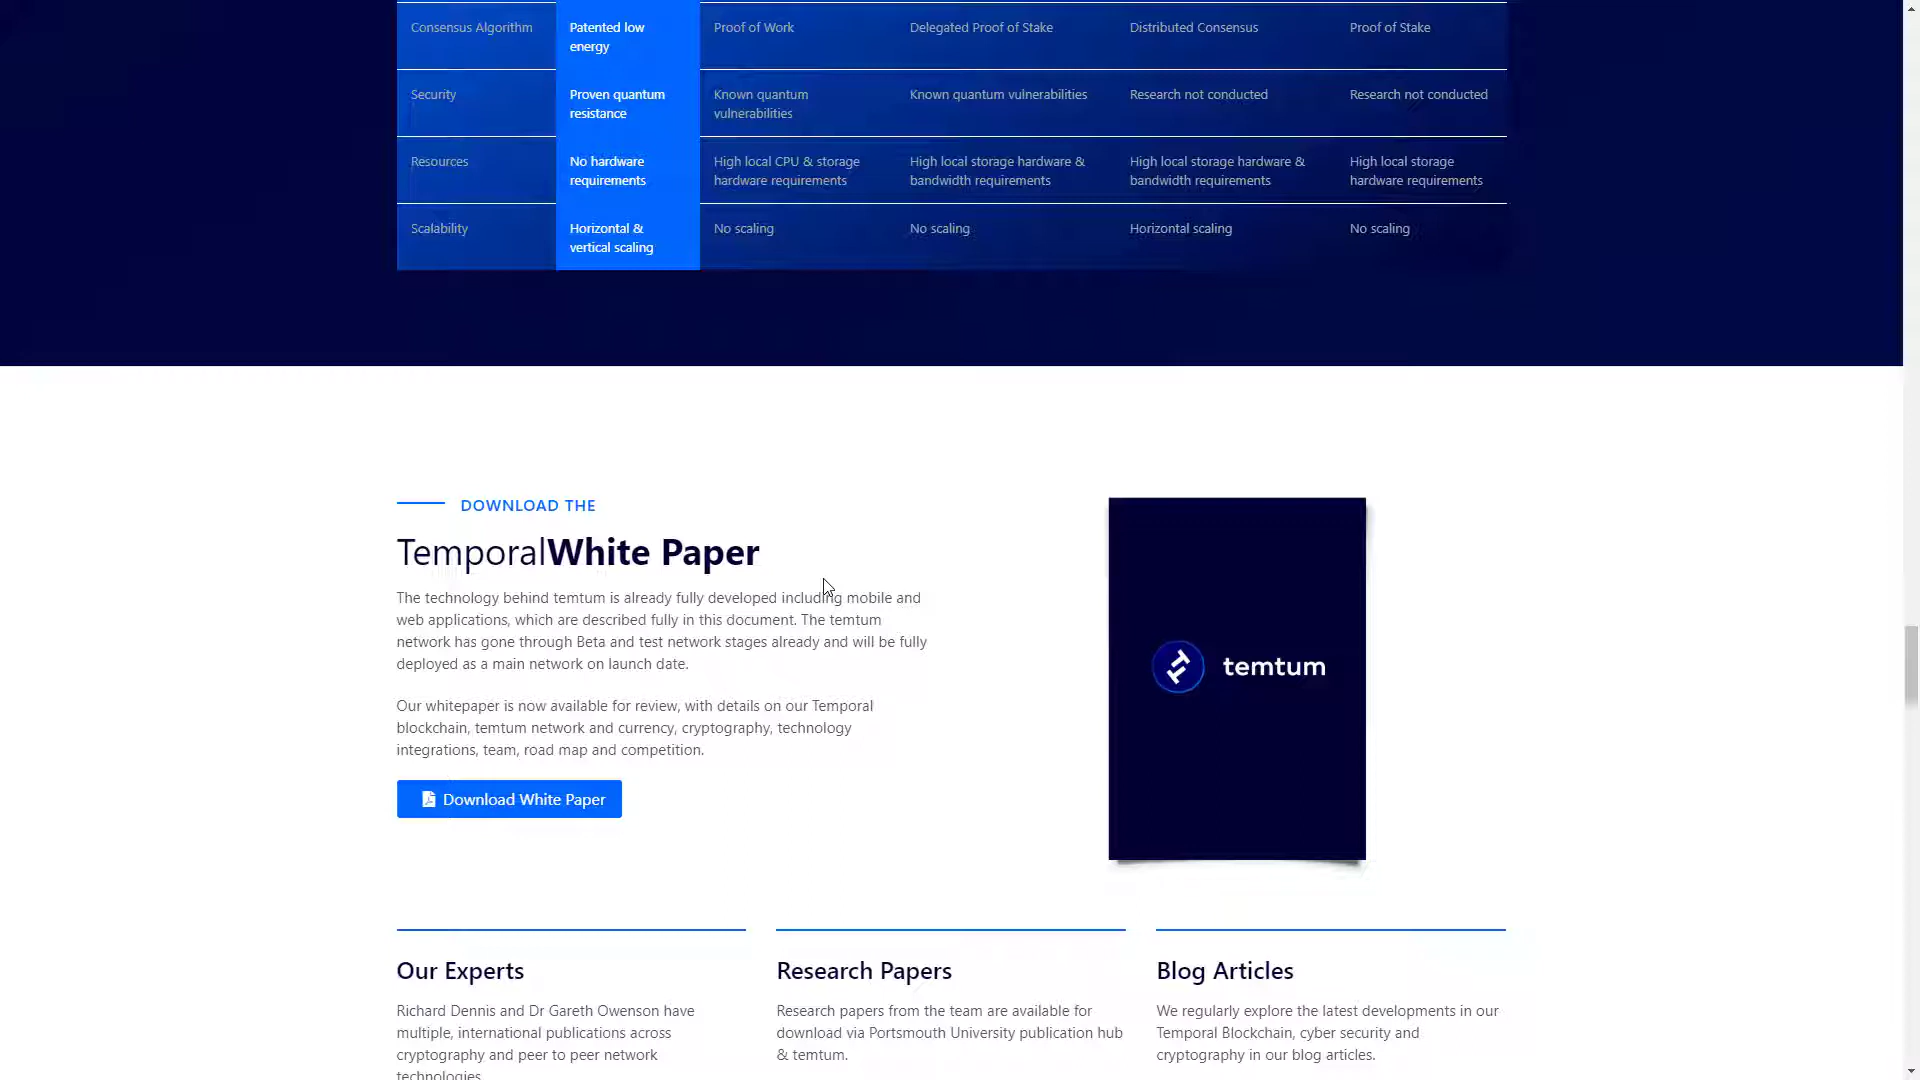 Consensus Algorithm Patented low energy Proof of Work Delegated Proof of Stake Distributed Consensus Proof of Stake
Security Proven quantum resistance Known quantum vulnerabilities Known quantum vulnerabilities Research not conducted Research not conducted
Resources No hardware requirements High local CPU & storage hardware requirements High local storage hardware & bandwidth requirements High local storage hardware & bandwidth requirements High local storage hardware requirements
Scalability Horizontal & vertical scaling No scaling No scaling Horizontal scaling No scaling
DOWNLOAD THE
TemporalWhite Paper
The technology behind temtum is already fully developed including mobile and
web applications, which are described fully in this document. The temtum
network has gone through Beta and test network stages already and will be fully
deployed as a main network on launch date.
Our whitepaper is now available for review, with details on our Temporal
blockchain, temtum network and currency, cryptography, technology
integrations, team, road map and competition.
Download White Paper
temtum
Our Experts
Richard Dennis and Dr Gareth Owenson have
multiple, international publications across
cryptography and peer to peer network
technologies.
Research Papers
Research papers from the team are available for
download via Portsmouth University publication hub
& temtum.
Blog Articles
We regularly explore the latest developments in our
Temporal Blockchain, cyber security and
cryptography in our blog articles.